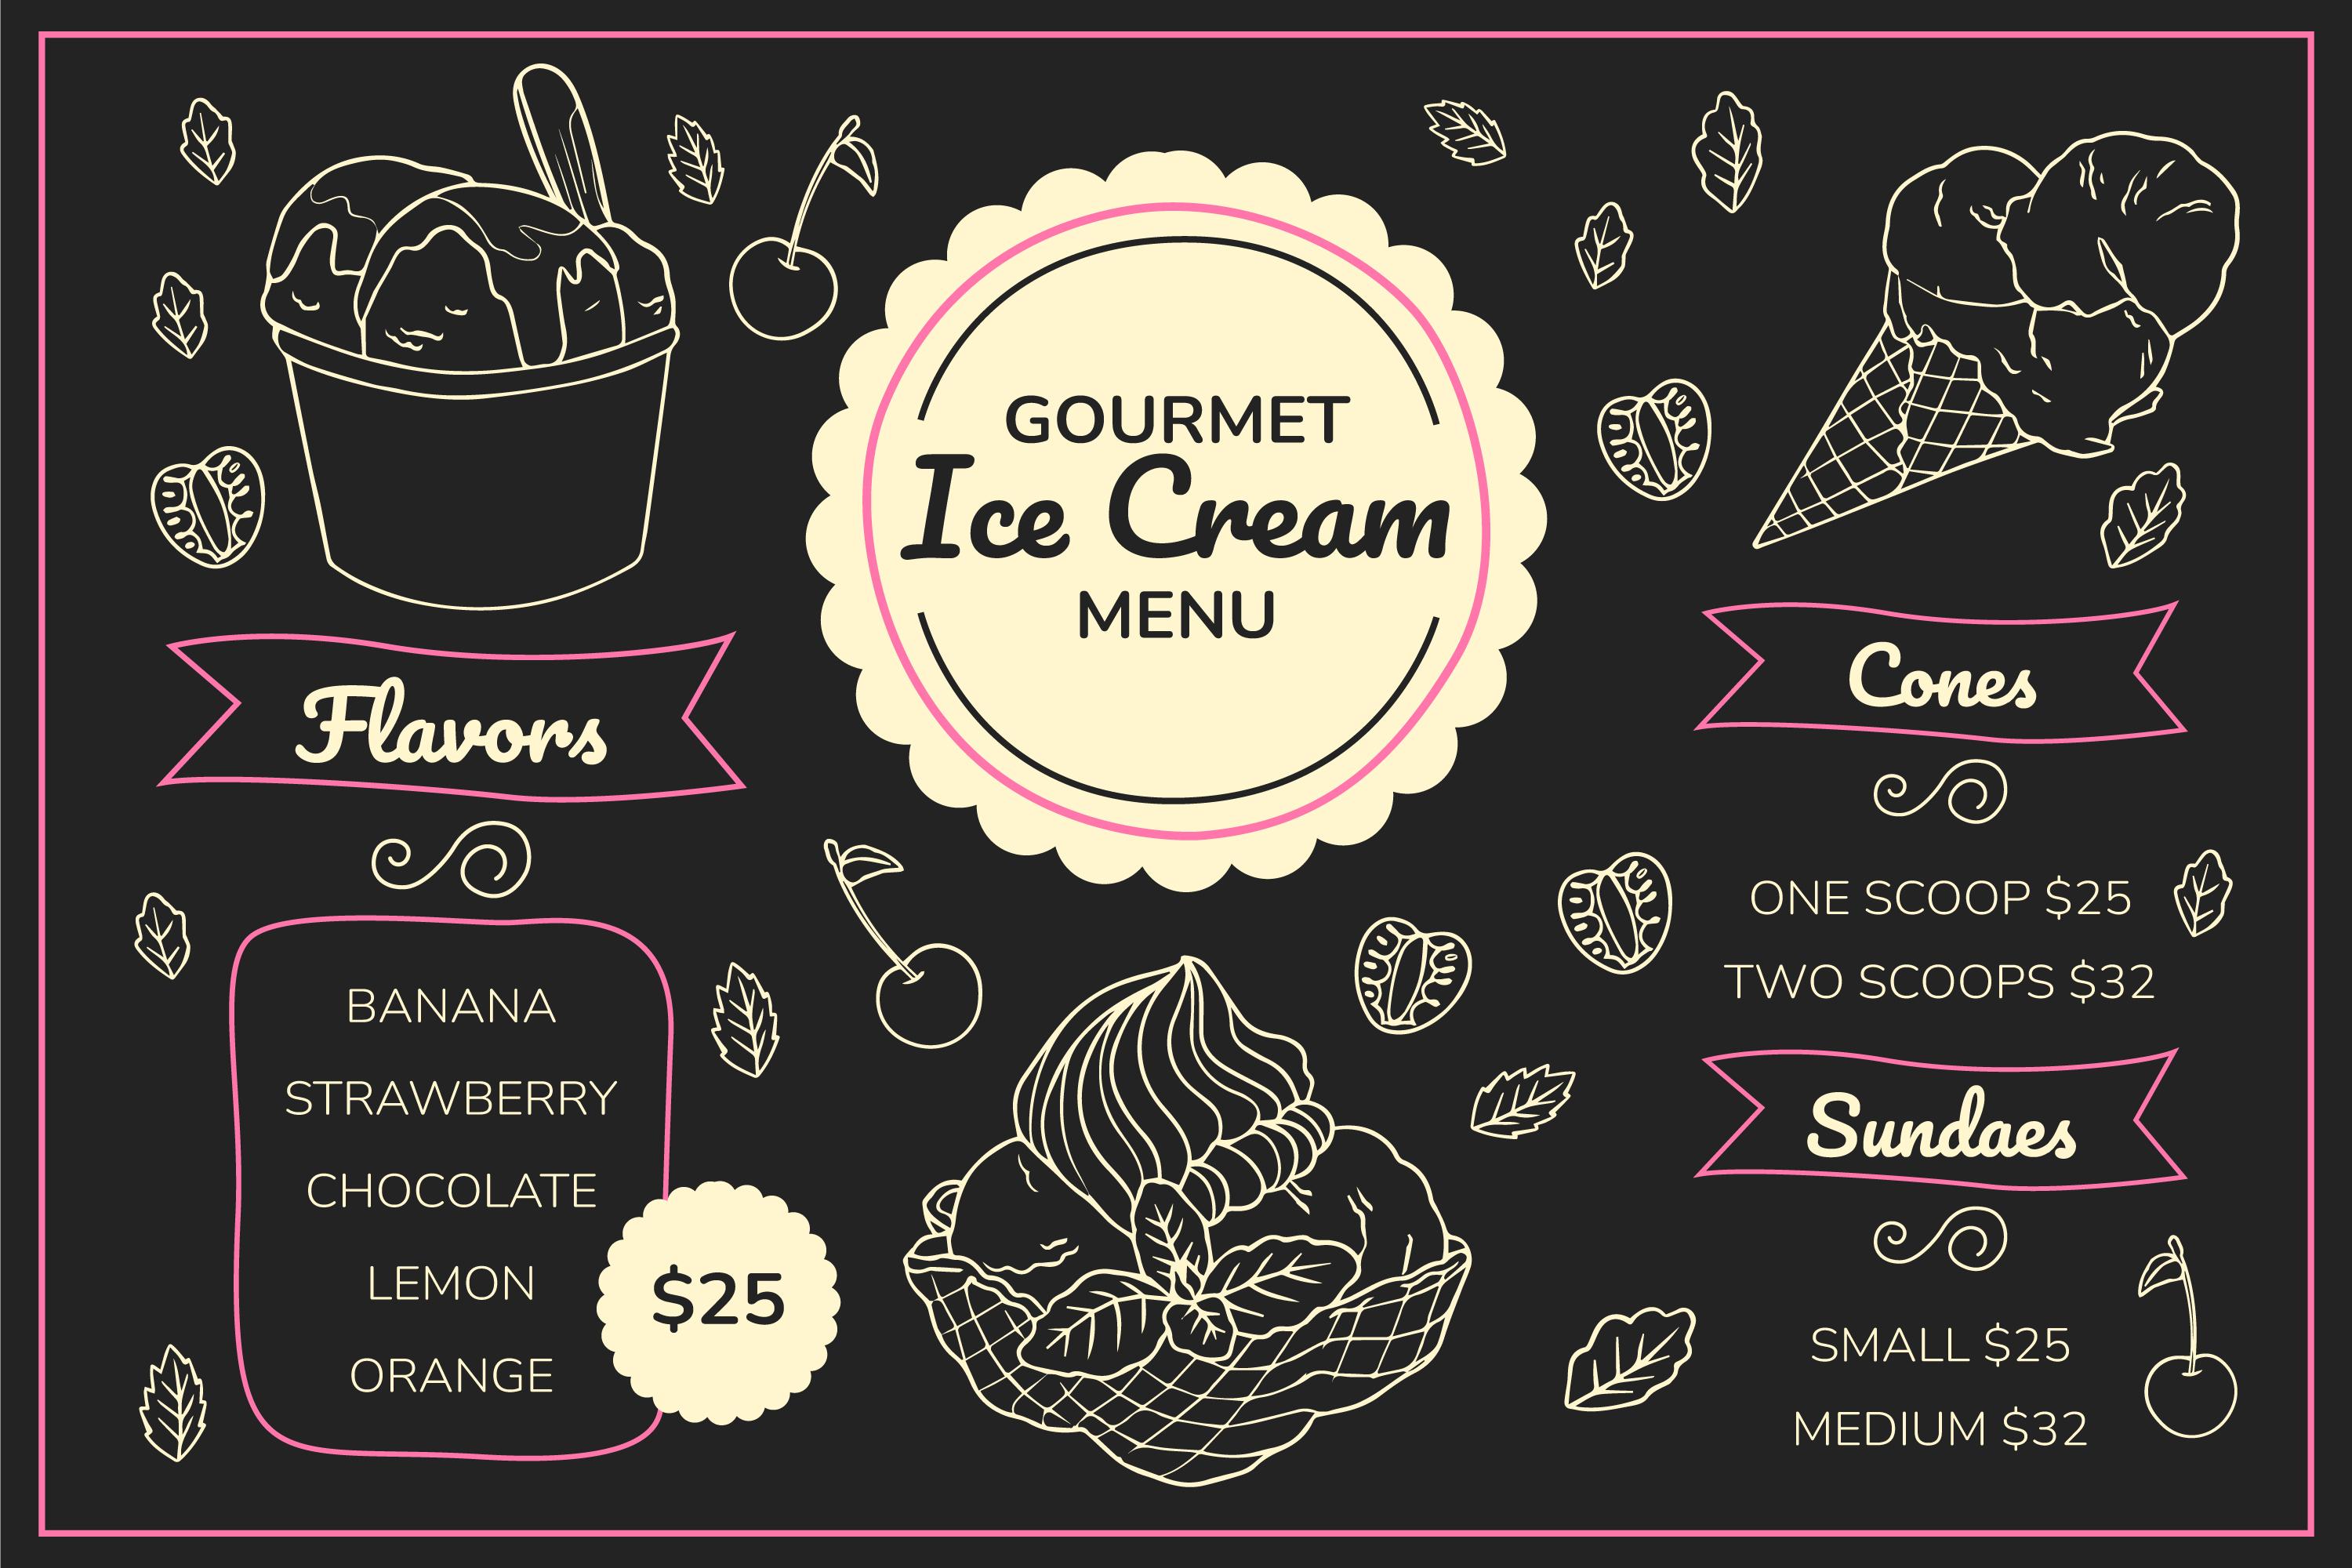 GOURMET
Ice Cream
MENU
Flavors
BANANA
STRAWBERRY
CHOCOLATE
LEMON
ORANGE
$25
Cones
ONE SCOOP $25
TWO SCOOPS $32
Sundaes
SMALL $25
MEDIUM $32